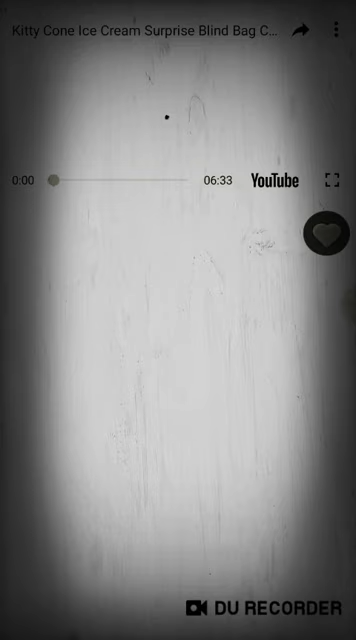 Kitty Cone Ice Cream Surprise Blind Bag C...
0:00 06:33 YouTube
DU RECORDER